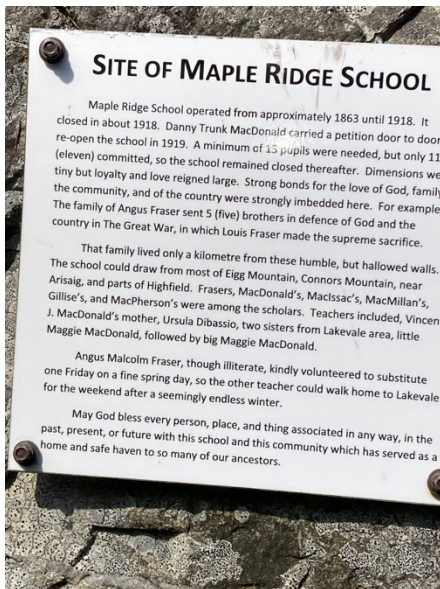 SITE OF MAPLE RIDGE SCHOOL
Maple Ridge School operated from approximately 1863 until 1918. It
closed in about 1918. Danny Trunk MacDonald carried a petition door to door
re-open the school in 1919. A minimum of 15 pupils were needed, but only 11
(eleven) committed, so the school remained closed thereafter. Dimensions we
tiny but loyalty and love reigned large. Strong bonds for the love of God, family
the community, and of the country were strongly imbedded here. For example
The family of Angus Fraser sent 5 (five) brothers in defence of God and the
country in The Great War, in which Louis Fraser made the supreme sacrifice.
That family lived only a kilometre from these humble, but hallowed walls.
The school could draw from most of Eigg Mountain, Connors Mountain, near
Arisaig, and parts of Highfield. Frasers, MacDonald's, MacIssac's, MacMillan's,
Gillise's, and MacPherson's were among the scholars. Teachers included, Vincen
J. MacDonald's mother, Ursula Dibassio, two sisters from Lakevale area, little
Maggie MacDonald, followed by big Maggie MacDonald.
Angus Malcolm Fraser, though illiterate, kindly volunteered to substitute
one Friday on a fine spring day, so the other teacher could walk home to Lakevale
for the weekend after a seemingly endless winter.
May God bless every person, place, and thing associated in any way, in the
past, present, or future with this school and this community which has served as a
home and safe haven to so many of our ancestors.